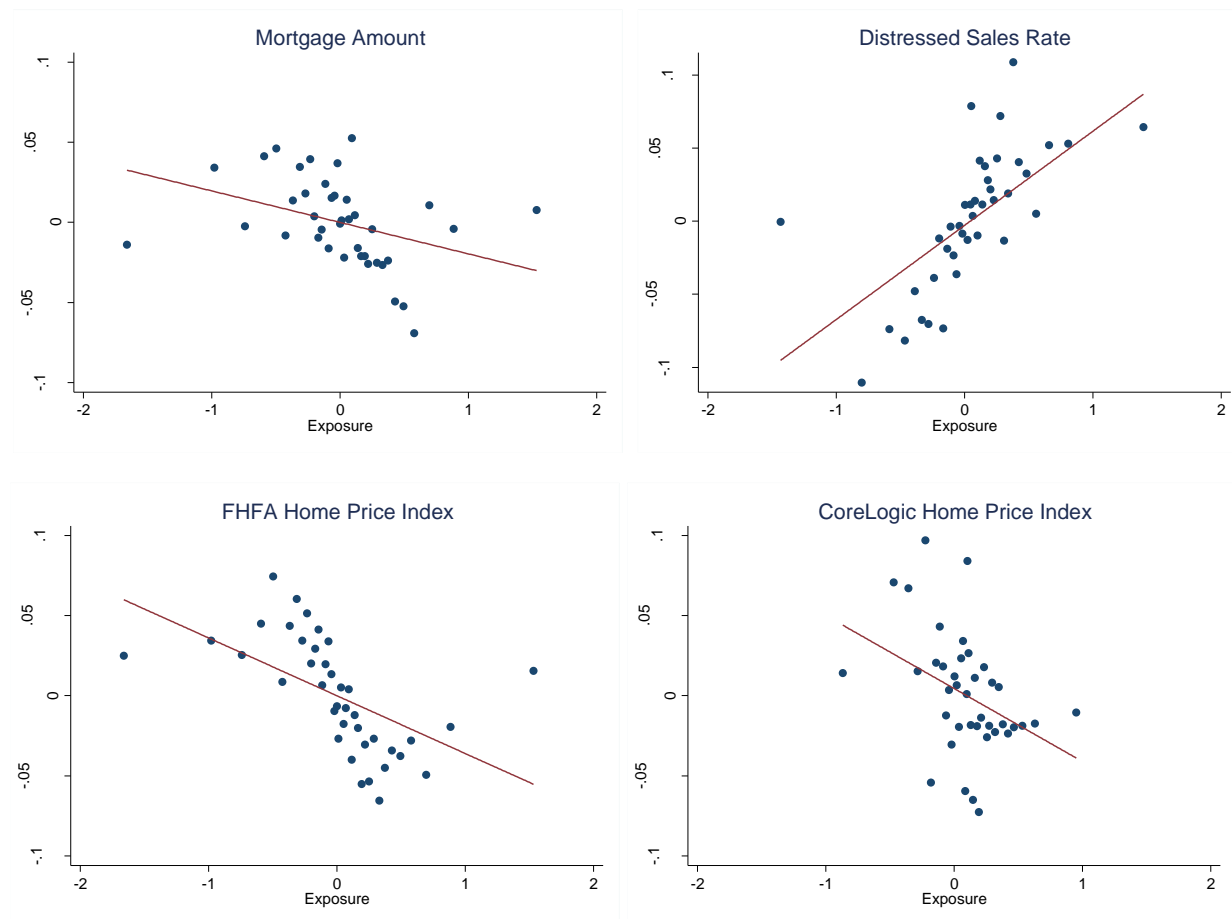 Mortgage Amount
.1
.05
0
-.05
-.1
-2 -1 0 1 2
Exposure
Distressed Sales Rate
.1
.05
0
-.05
-.1
-2 -1 0 1 2
Exposure
FHFA Home Price Index
.1
.05
0
-.05
-.1
-2 -1 0 1 2
Exposure
CoreLogic Home Price Index
.1
.05
0
-.05
-.1
-2 -1 0 1 2
Exposure